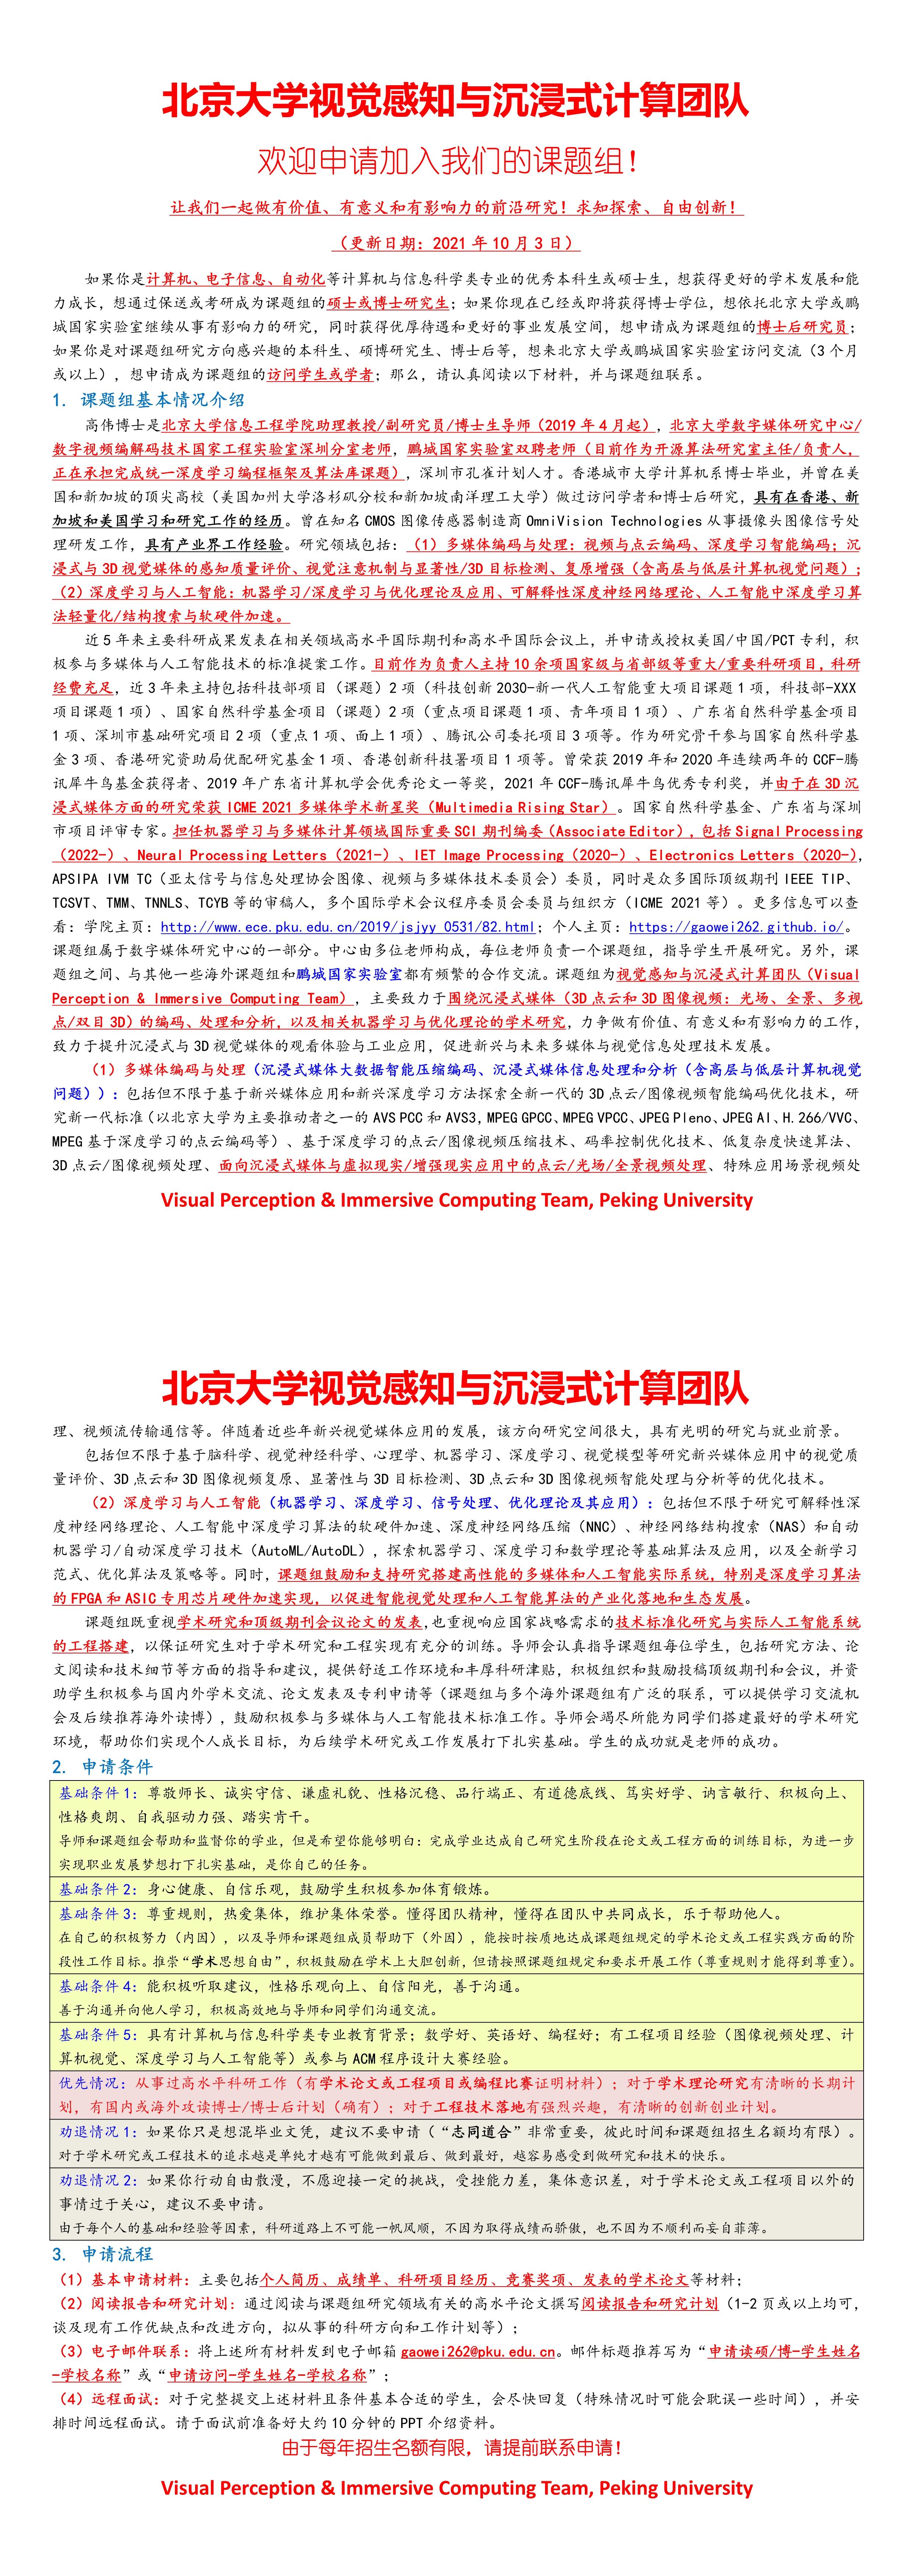 北京大学视觉感知与沉浸式计算团队
欢迎申请加入我们的课题组！
让我们一起做有价值、有意义和有影响力的前沿研究！求知探索、自由创新！
（更新日期：2021 年 10 月 3 日）
如果你是计算机、电子信息、自动化等计算机与信息科学类专业的优秀本科生或硕士生，想获得更好的学术发展和能
力成长，想通过保送或考研成为课题组的硕士或博士研究生；如果你现在已经或即将获得博士学位，想依托北京大学或鹏
城国家实验室继续从事有影响力的研究，同时获得优厚待遇和更好的事业发展空间，想申请成为课题组的博士后研究员；
如果你是对课题组研究方向感兴趣的本科生、硕博研究生、博士后等，想来北京大学或鹏城国家实验室访问交流（3 个月
或以上），想申请成为课题组的访问学生或学者；那么，请认真阅读以下材料，并与课题组联系。
1. 课题组基本情况介绍
高伟博士是北京大学信息工程学院助理教授/副研究员/博士生导师（2019 年 4 月起），北京大学数字媒体研究中心/
数字视频编解码技术国家工程实验室深圳分室老师，鹏城国家实验室双聘老师（目前作为开源算法研究室主任/负责人，
正在承担完成统一深度学习编程框架及算法库课题），深圳市孔雀计划人才。香港城市大学计算机系博士毕业，并曾在美
国和新加坡的顶尖高校（美国加州大学洛杉矶分校和新加坡南洋理工大学）做过访问学者和博士后研究，具有在香港、新
加坡和美国学习和研究工作的经历。曾在知名 CMOS 图像传感器制造商 OmniVision Technologies 从事摄像头图像信号处
理研发工作，具有产业界工作经验。研究领域包括：（1）多媒体编码与处理：视频与点云编码、深度学习智能编码；沉
浸式与 3D 视觉媒体的感知质量评价、视觉注意机制与显著性/3D 目标检测、复原增强（含高层与低层计算机视觉问题）；
（2）深度学习与人工智能：机器学习/深度学习与优化理论及应用、可解释性深度神经网络理论、人工智能中深度学习算
法轻量化/结构搜索与软硬件加速。
近 5 年来主要科研成果发表在相关领域高水平国际期刊和高水平国际会议上，并申请或授权美国/中国/PCT 专利，积
极参与多媒体与人工智能技术的标准提案工作。目前作为负责人主持 10 余项国家级与省部级等重大/重要科研项目，科研
经费充足，近 3 年来主持包括科技部项目（课题）2 项（科技创新 2030-新一代人工智能重大项目课题 1 项，科技部-XXX
项目课题 1 项）、国家自然科学基金项目（课题）2 项（重点项目课题 1 项、青年项目 1 项）、广东省自然科学基金项目
1 项、深圳市基础研究项目 2 项（重点 1 项、面上 1 项）、腾讯公司委托项目 3 项等。作为研究骨干参与国家自然科学基
金 3 项、香港研究资助局优配研究基金 1 项、香港创新科技署项目 1 项等。曾荣获 2019 年和 2020 年连续两年的 CCF-腾
讯犀牛鸟基金获得者、2019 年广东省计算机学会优秀论文一等奖，2021 年 CCF-腾讯犀牛鸟优秀专利奖，并由于在 3D 沉
浸式媒体方面的研究荣获 ICME 2021 多媒体学术新星奖（Multimedia Rising Star）。国家自然科学基金、广东省与深圳
市项目评审专家。担任机器学习与多媒体计算领域国际重要 SCI 期刊编委（Associate Editor），包括 Signal Processing
（2022-）、Neural Processing Letters（2021-）、IET Image Processing（2020-）、Electronics Letters（2020-），
APSIPA IVM TC（亚太信号与信息处理协会图像、视频与多媒体技术委员会）委员，同时是众多国际顶级期刊 IEEE TIP、
TCSVT、TMM、TNNLS、TCYB 等的审稿人，多个国际学术会议程序委员会委员与组织方（ICME 2021 等）。更多信息可以查
看：学院主页：http://www.ece.pku.edu.cn/2019/jsjyy_0531/82.html；个人主页：https://gaowei262.github.io/。
课题组属于数字媒体研究中心的一部分。中心由多位老师构成，每位老师负责一个课题组，指导学生开展研究。另外，课
题组之间、与其他一些海外课题组和鹏城国家实验室都有频繁的合作交流。课题组为视觉感知与沉浸式计算团队（Visual
Perception & Immersive Computing Team），主要致力于围绕沉浸式媒体（3D 点云和 3D 图像视频：光场、全景、多视
点/双目 3D）的编码、处理和分析，以及相关机器学习与优化理论的学术研究，力争做有价值、有意义和有影响力的工作，
致力于提升沉浸式与 3D 视觉媒体的观看体验与工业应用，促进新兴与未来多媒体与视觉信息处理技术发展。
（1）多媒体编码与处理（沉浸式媒体大数据智能压缩编码、沉浸式媒体信息处理和分析（含高层与低层计算机视觉
问题））：包括但不限于基于新兴媒体应用和新兴深度学习方法探索全新一代的 3D 点云/图像视频智能编码优化技术，研
究新一代标准（以北京大学为主要推动者之一的 AVS PCC 和 AVS3，MPEG GPCC、MPEG VPCC、JPEG Pleno、JPEG AI、H.266/VVC、
MPEG 基于深度学习的点云编码等）、基于深度学习的点云/图像视频压缩技术、码率控制优化技术、低复杂度快速算法、
3D 点云/图像视频处理、面向沉浸式媒体与虚拟现实/增强现实应用中的点云/光场/全景视频处理、特殊应用场景视频处
Visual Perception & Immersive Computing Team, Peking University
北京大学视觉感知与沉浸式计算团队
理、视频流传输通信等。伴随着近些年新兴视觉媒体应用的发展，该方向研究空间很大，具有光明的研究与就业前景。
包括但不限于基于脑科学、视觉神经科学、心理学、机器学习、深度学习、视觉模型等研究新兴媒体应用中的视觉质
量评价、3D 点云和 3D 图像视频复原、显著性与 3D 目标检测、3D 点云和 3D 图像视频智能处理与分析等的优化技术。
（2）深度学习与人工智能（机器学习、深度学习、信号处理、优化理论及其应用）：包括但不限于研究可解释性深
度神经网络理论、人工智能中深度学习算法的软硬件加速、深度神经网络压缩（NNC）、神经网络结构搜索（NAS）和自动
机器学习/自动深度学习技术（AutoML/AutoDL），探索机器学习、深度学习和数学理论等基础算法及应用，以及全新学习
范式、优化算法及策略等。同时，课题组鼓励和支持研究搭建高性能的多媒体和人工智能实际系统，特别是深度学习算法
的 FPGA 和 ASIC 专用芯片硬件加速实现，以促进智能视觉处理和人工智能算法的产业化落地和生态发展。
课题组既重视学术研究和顶级期刊会议论文的发表，也重视响应国家战略需求的技术标准化研究与实际人工智能系统
的工程搭建，以保证研究生对于学术研究和工程实现有充分的训练。导师会认真指导课题组每位学生，包括研究方法、论
文阅读和技术细节等方面的指导和建议，提供舒适工作环境和丰厚科研津贴，积极组织和鼓励投稿顶级期刊和会议，并资
助学生积极参与国内外学术交流、论文发表及专利申请等（课题组与多个海外课题组有广泛的联系，可以提供学习交流机
会及后续推荐海外读博），鼓励积极参与多媒体与人工智能技术标准工作。导师会竭尽所能为同学们搭建最好的学术研究
环境，帮助你们实现个人成长目标，为后续学术研究或工作发展打下扎实基础。学生的成功就是老师的成功。
2. 申请条件
基础条件 1：尊敬师长、诚实守信、谦虚礼貌、性格沉稳、品行端正、有道德底线、笃实好学、讷言敏行、积极向上、
性格爽朗、自我驱动力强、踏实肯干。
导师和课题组会帮助和监督你的学业，但是希望你能够明白：完成学业达成自己研究生阶段在论文或工程方面的训练目标，为进一步
实现职业发展梦想打下扎实基础，是你自己的任务。
基础条件 2：身心健康、自信乐观，鼓励学生积极参加体育锻炼。
基础条件 3：尊重规则，热爱集体，维护集体荣誉。懂得团队精神，懂得在团队中共同成长，乐于帮助他人。
在自己的积极努力（内因），以及导师和课题组成员帮助下（外因），能按时按质地达成课题组规定的学术论文或工程实践方面的阶
段性工作目标。推崇“学术思想自由”，积极鼓励在学术上大胆创新，但请按照课题组规定和要求开展工作（尊重规则才能得到尊重）。
基础条件 4：能积极听取建议，性格乐观向上、自信阳光，善于沟通。
善于沟通并向他人学习，积极高效地与导师和同学们沟通交流。
基础条件 5：具有计算机与信息科学类专业教育背景；数学好、英语好、编程好；有工程项目经验（图像视频处理、计
算机视觉、深度学习与人工智能等）或参与 ACM 程序设计大赛经验。
优先情况：从事过高水平科研工作（有学术论文或工程项目或编程比赛证明材料）；对于学术理论研究有清晰的长期计
划，有国内或海外攻读博士/博士后计划（确有）；对于工程技术落地有强烈兴趣，有清晰的创新创业计划。
劝退情况 1：如果你只是想混毕业文凭，建议不要申请（“志同道合”非常重要，彼此时间和课题组招生名额均有限）。
对于学术研究或工程技术的追求越是单纯才越有可能做到最后、做到最好，越容易感受到做研究和技术的快乐。
劝退情况 2：如果你行动自由散漫，不愿迎接一定的挑战，受挫能力差，集体意识差，对于学术论文或工程项目以外的
事情过于关心，建议不要申请。
由于每个人的基础和经验等因素，科研道路上不可能一帆风顺，不因为取得成绩而骄傲，也不因为不顺利而妄自菲薄。
3. 申请流程
（1）基本申请材料：主要包括个人简历、成绩单、科研项目经历、竞赛奖项、发表的学术论文等材料；
（2）阅读报告和研究计划：通过阅读与课题组研究领域有关的高水平论文撰写阅读报告和研究计划（1-2 页或以上均可，
谈及现有工作优缺点和改进方向，拟从事的科研方向和工作计划等）；
（3）电子邮件联系：将上述所有材料发到电子邮箱 gaowei262@pku.edu.cn。邮件标题推荐写为“申请读硕/博-学生姓名
-学校名称”或“申请访问-学生姓名-学校名称”；
（4）远程面试：对于完整提交上述材料且条件基本合适的学生，会尽快回复（特殊情况时可能会耽误一些时间），并安
排时间远程面试。请于面试前准备好大约 10 分钟的 PPT 介绍资料。
由于每年招生名额有限，请提前联系申请！
Visual Perception & Immersive Computing Team, Peking University